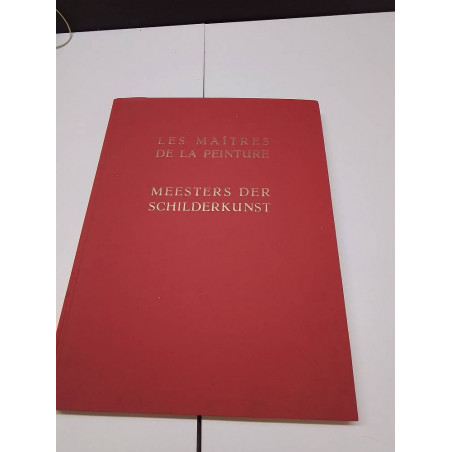 LES MAÎTRES
DE LA PEINTURE
MEESTERS DER
SCHILDERKUNST